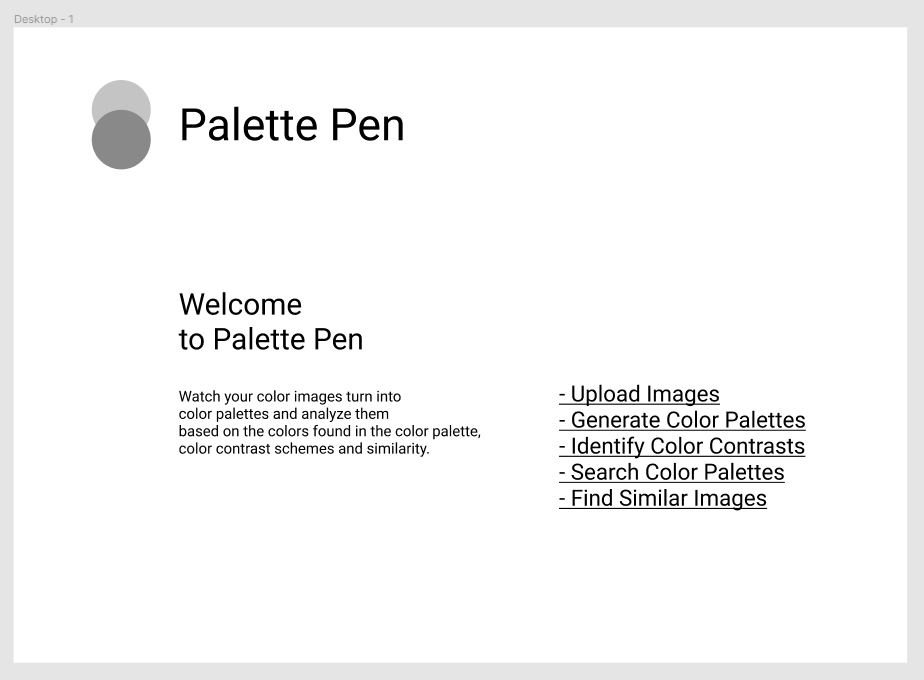 Desktop - 1
Palette Pen
Welcome
to Palette Pen
Watch your color images turn into
color palettes and analyze them
based on the colors found in the color palette,
color contrast schemes and similarity.
- Upload Images
- Generate Color Palettes
- Identify Color Contrasts
- Search Color Palettes
- Find Similar Images